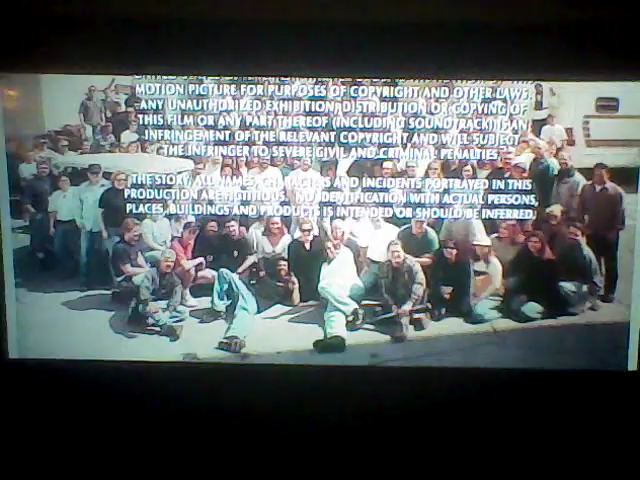 MOTION PICTURE FOR PURPOSES OF COPYRIGHT AND OTHER LAWS.
ANY UNAUTHORIZED EXHIBITION, DISTRIBUTION OR COPYING OF
THIS FILM OR ANY PART THEREOF (INCLUDING SOUNDTRACK) IS AN
INFRINGEMENT OF THE RELEVANT COPYRIGHT AND WILL SUBJECT
THE INFRINGER TO SEVERE CIVIL AND CRIMINAL PENALTIES.
THE STORY, ALL NAMES, CHARACTERS AND INCIDENTS PORTRAYED IN THIS
PRODUCTION ARE FICTITIOUS. NO IDENTIFICATION WITH ACTUAL PERSONS,
PLACES, BUILDINGS AND PRODUCTS IS INTENDED OR SHOULD BE INFERRED.